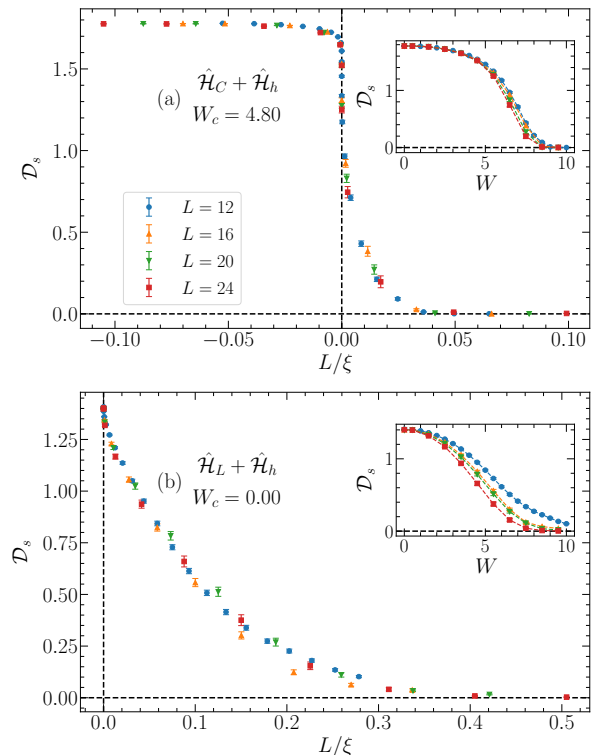 1.5
1.0
0.5
0.0
𝒟ₛ
Ĥ_C + Ĥ_h
(a)
W_c = 4.80
L = 12
L = 16
L = 20
L = 24
−0.10 −0.05 0.00 0.05 0.10
L/ξ
𝒟ₛ
1
0
0 5 10
W
1.25
1.00
0.75
0.50
0.25
0.00
𝒟ₛ
Ĥ_L + Ĥ_h
(b)
W_c = 0.00
0.0 0.1 0.2 0.3 0.4 0.5
L/ξ
𝒟ₛ
1
0
0 5 10
W